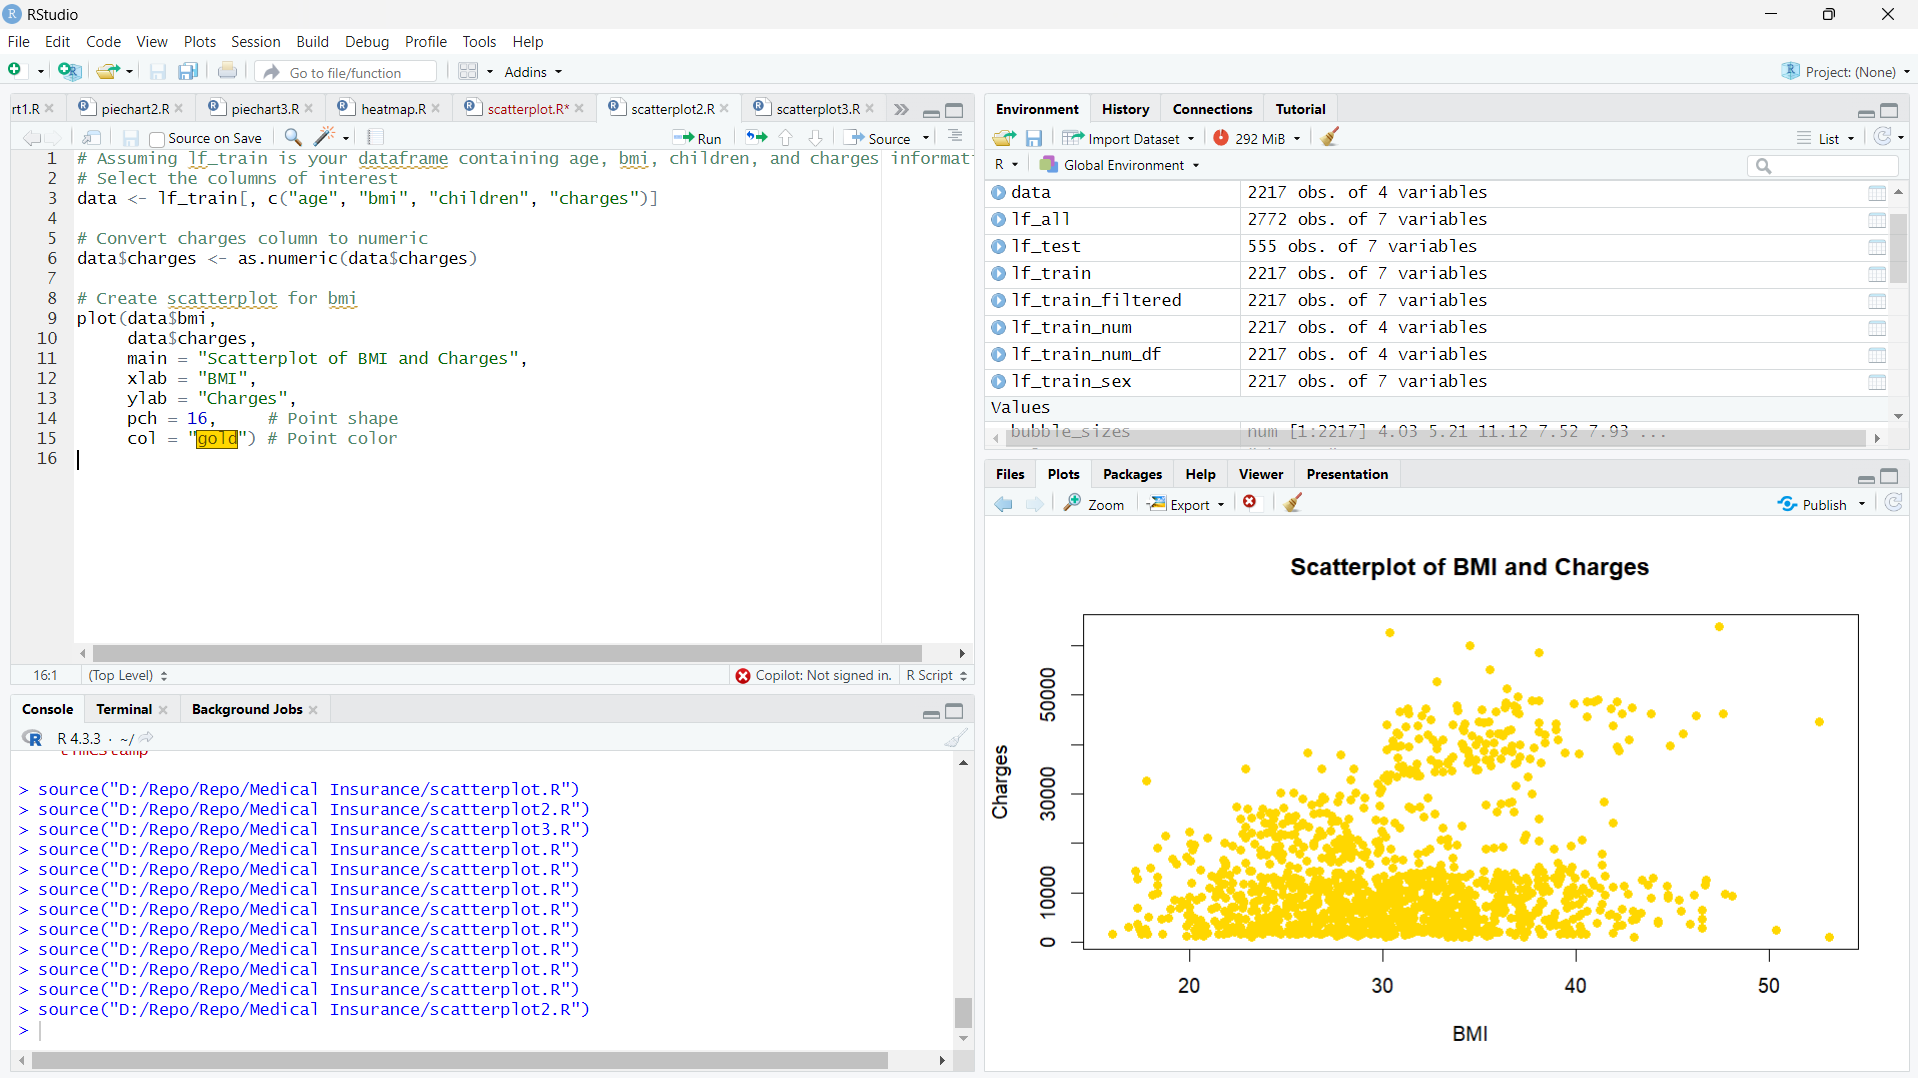 RStudio
File Edit Code View Plots Session Build Debug Profile Tools Help
Go to file/function Addins Project: (None)
rt1.R piechart2.R piechart3.R heatmap.R scatterplot.R* scatterplot2.R scatterplot3.R
Source on Save Run Source
1 # Assuming lf_train is your dataframe containing age, bmi, children, and charges informat
2 # Select the columns of interest
3 data <- lf_train[, c("age", "bmi", "children", "charges")]
4
5 # Convert charges column to numeric
6 data$charges <- as.numeric(data$charges)
7
8 # Create scatterplot for bmi
9 plot(data$bmi,
10 data$charges,
11 main = "Scatterplot of BMI and Charges",
12 xlab = "BMI",
13 ylab = "Charges",
14 pch = 16, # Point shape
15 col = "gold") # Point color
16
16:1 (Top Level) Copilot: Not signed in. R Script
Console Terminal Background Jobs
R 4.3.3 · ~/
timestamp
> source("D:/Repo/Repo/Medical Insurance/scatterplot.R")
> source("D:/Repo/Repo/Medical Insurance/scatterplot2.R")
> source("D:/Repo/Repo/Medical Insurance/scatterplot3.R")
> source("D:/Repo/Repo/Medical Insurance/scatterplot.R")
> source("D:/Repo/Repo/Medical Insurance/scatterplot.R")
> source("D:/Repo/Repo/Medical Insurance/scatterplot.R")
> source("D:/Repo/Repo/Medical Insurance/scatterplot.R")
> source("D:/Repo/Repo/Medical Insurance/scatterplot.R")
> source("D:/Repo/Repo/Medical Insurance/scatterplot.R")
> source("D:/Repo/Repo/Medical Insurance/scatterplot.R")
> source("D:/Repo/Repo/Medical Insurance/scatterplot.R")
> source("D:/Repo/Repo/Medical Insurance/scatterplot2.R")
>
Environment History Connections Tutorial
Import Dataset 292 MiB List
R Global Environment
data 2217 obs. of 4 variables
lf_all 2772 obs. of 7 variables
lf_test 555 obs. of 7 variables
lf_train 2217 obs. of 7 variables
lf_train_filtered 2217 obs. of 7 variables
lf_train_num 2217 obs. of 4 variables
lf_train_num_df 2217 obs. of 4 variables
lf_train_sex 2217 obs. of 7 variables
Values
bubble_sizes num [1:2217] 4.03 5.21 11.12 7.52 7.93 ...
Files Plots Packages Help Viewer Presentation
Zoom Export Publish
Scatterplot of BMI and Charges
Charges
50000
30000
10000
0
20 30 40 50
BMI